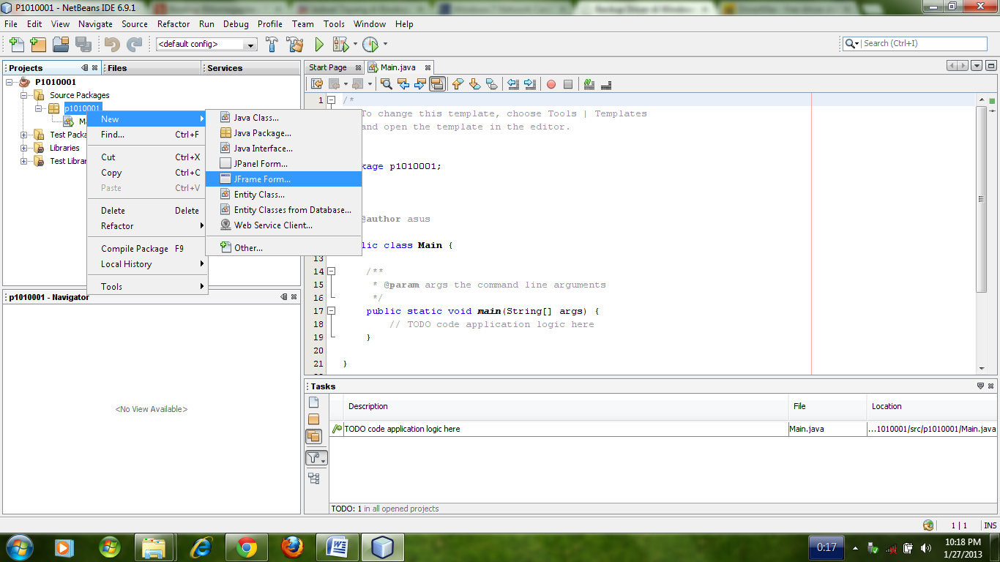 P1010001 - NetBeans IDE 6.9.1
File Edit View Navigate Source Refactor Run Debug Profile Team Tools Window Help
<default config>
Search (Ctrl+I)
Projects Files Services
Start Page Main.java
P1010001
Source Packages
p1010001
Test Libraries
Libraries
New
Find... Ctrl+F
Cut Ctrl+X
Copy Ctrl+C
Paste Ctrl+V
Delete Delete
Refactor
Compile Package F9
Local History
Tools
Java Class...
Java Package...
Java Interface...
JPanel Form...
JFrame Form...
Entity Class...
Entity Classes from Database...
Web Service Client...
Other...
1 /*
To change this template, choose Tools | Templates
and open the template in the editor.
kage p1010001;
@author asus
lic class Main {
13
14 /**
15 * @param args the command line arguments
16 */
17 public static void main(String[] args) {
18 // TODO code application logic here
19 }
20
21 }
p1010001 - Navigator
<No View Available>
Tasks
Description File Location
TODO code application logic here Main.java ...1010001/src/p1010001/Main.java
TODO: 1 in all opened projects
1 | 1 INS
0:17
10:18 PM
1/27/2013